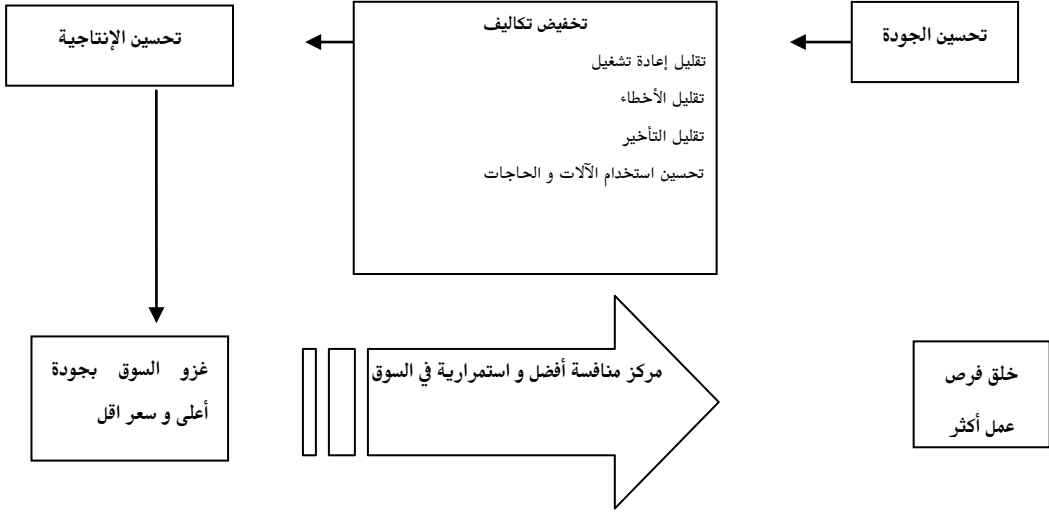 تحسين الجودة
تخفيض تكاليف
تقليل إعادة تشغيل
تقليل الأخطاء
تقليل التأخير
تحسين استخدام الآلات و الحاجات
تحسين الإنتاجية
غزو السوق بجودة
أعلى و سعر اقل
مركز منافسة أفضل و استمرارية في السوق
خلق فرص
عمل أكثر